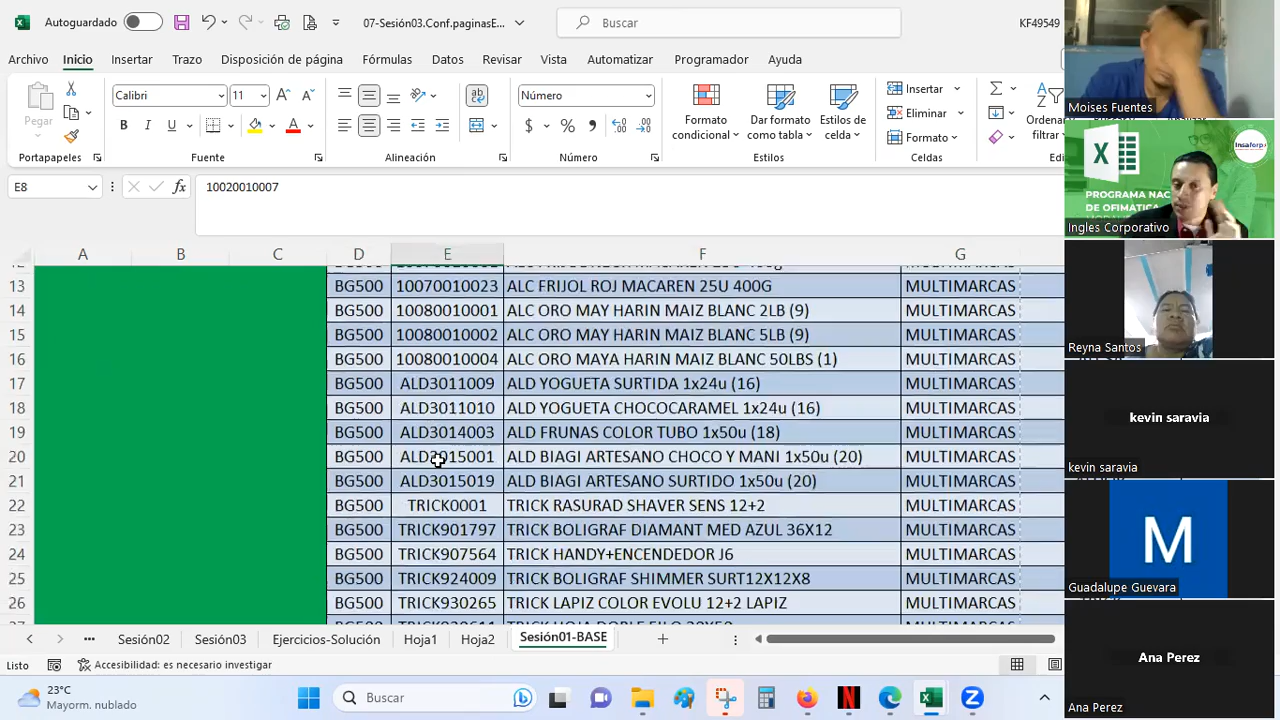 Autoguardado 07-Sesión03.Conf.paginasE... Buscar KF49549
Archivo Inicio Insertar Trazo Disposición de página Fórmulas Datos Revisar Vista Automatizar Programador Ayuda
Pegar
Calibri 11
N K S
Número
$ % 000
Formato condicional
Dar formato como tabla
Estilos de celda
Insertar
Eliminar
Formato
Ordenar
filtrar
Portapapeles Fuente Alineación Número Estilos Celdas
E8 fx 10020010007
A B C D E F G
13 BG500 10070010023 ALC FRIJOL ROJ MACAREN 25U 400G MULTIMARCAS
14 BG500 10080010001 ALC ORO MAY HARIN MAIZ BLANC 2LB (9) MULTIMARCAS
15 BG500 10080010002 ALC ORO MAY HARIN MAIZ BLANC 5LB (9) MULTIMARCAS
16 BG500 10080010004 ALC ORO MAYA HARIN MAIZ BLANC 50LBS (1) MULTIMARCAS
17 BG500 ALD3011009 ALD YOGUETA SURTIDA 1x24u (16) MULTIMARCAS
18 BG500 ALD3011010 ALD YOGUETA CHOCOCARAMEL 1x24u (16) MULTIMARCAS
19 BG500 ALD3014003 ALD FRUNAS COLOR TUBO 1x50u (18) MULTIMARCAS
20 BG500 ALD3015001 ALD BIAGI ARTESANO CHOCO Y MANI 1x50u (20) MULTIMARCAS
21 BG500 ALD3015019 ALD BIAGI ARTESANO SURTIDO 1x50u (20) MULTIMARCAS
22 BG500 TRICK0001 TRICK RASURAD SHAVER SENS 12+2 MULTIMARCAS
23 BG500 TRICK901797 TRICK BOLIGRAF DIAMANT MED AZUL 36X12 MULTIMARCAS
24 BG500 TRICK907564 TRICK HANDY+ENCENDEDOR J6 MULTIMARCAS
25 BG500 TRICK924009 TRICK BOLIGRAF SHIMMER SURT12X12X8 MULTIMARCAS
26 BG500 TRICK930265 TRICK LAPIZ COLOR EVOLU 12+2 LAPIZ MULTIMARCAS
Sesión02 Sesión03 Ejercicios-Solución Hoja1 Hoja2 Sesión01-BASE
Listo Accesibilidad: es necesario investigar
23°C
Mayorm. nublado
Buscar
Moises Fuentes
Insaforp
PROGRAMA NAC
DE OFIMÁTICA
Ingles Corporativo
Reyna Santos
kevin saravia
kevin saravia
M
Guadalupe Guevara
Ana Perez
Ana Perez